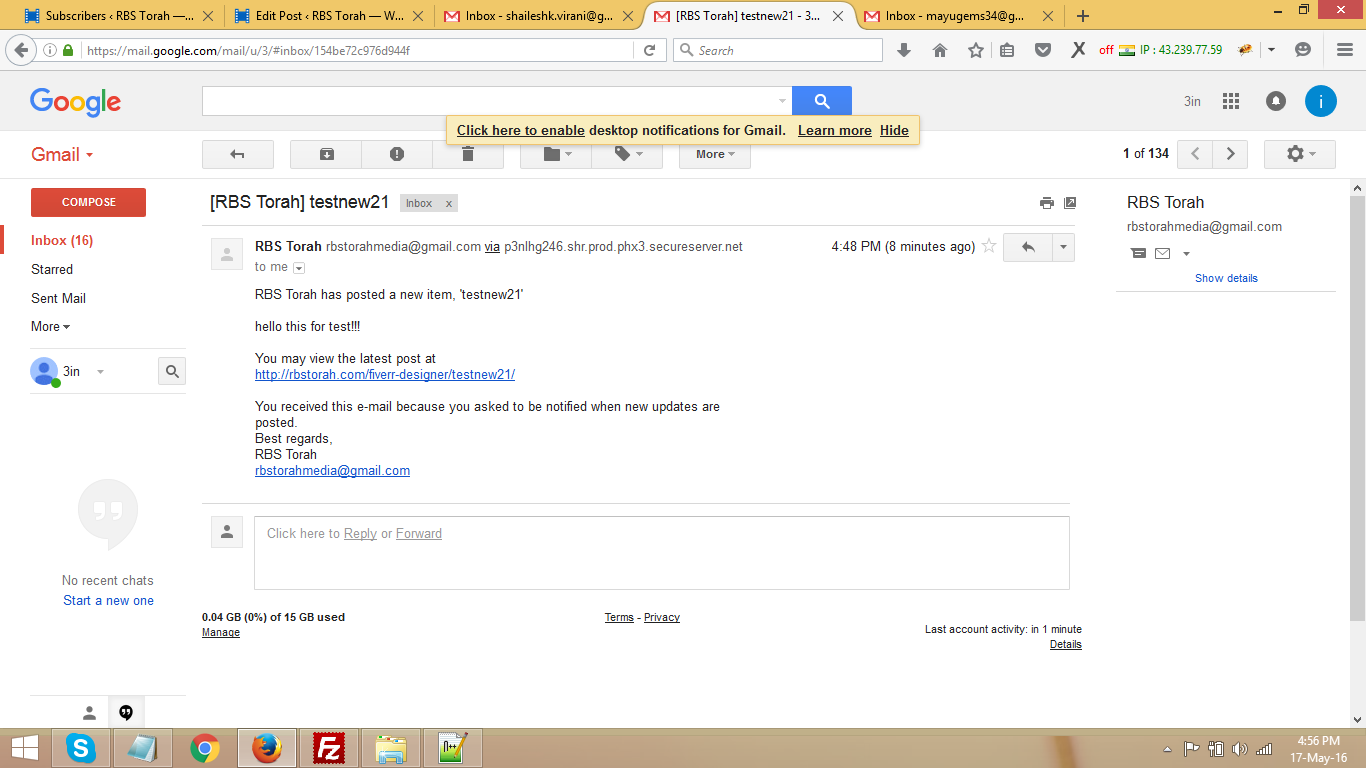 Subscribers ‹ RBS Torah —...
Edit Post ‹ RBS Torah — W...
Inbox - shaileshk.virani@g...
[RBS Torah] testnew21 - 3...
Inbox - mayugems34@g...
https://mail.google.com/mail/u/3/#inbox/154be72c976d944f
Search
X
off
IP : 43.239.77.59
Google
3in
i
Click here to enable desktop notifications for Gmail. Learn more Hide
Gmail
More
1 of 134
COMPOSE
Inbox (16)
Starred
Sent Mail
More
3in
No recent chats
Start a new one
[RBS Torah] testnew21
Inbox x
RBS Torah rbstorahmedia@gmail.com via p3nlhg246.shr.prod.phx3.secureserver.net
4:48 PM (8 minutes ago)
to me
RBS Torah has posted a new item, 'testnew21'
hello this for test!!!
You may view the latest post at
http://rbstorah.com/fiverr-designer/testnew21/
You received this e-mail because you asked to be notified when new updates are
posted.
Best regards,
RBS Torah
rbstorahmedia@gmail.com
Click here to Reply or Forward
0.04 GB (0%) of 15 GB used
Manage
Terms - Privacy
Last account activity: in 1 minute
Details
RBS Torah
rbstorahmedia@gmail.com
Show details
S
FZ
n++
4:56 PM
17-May-16